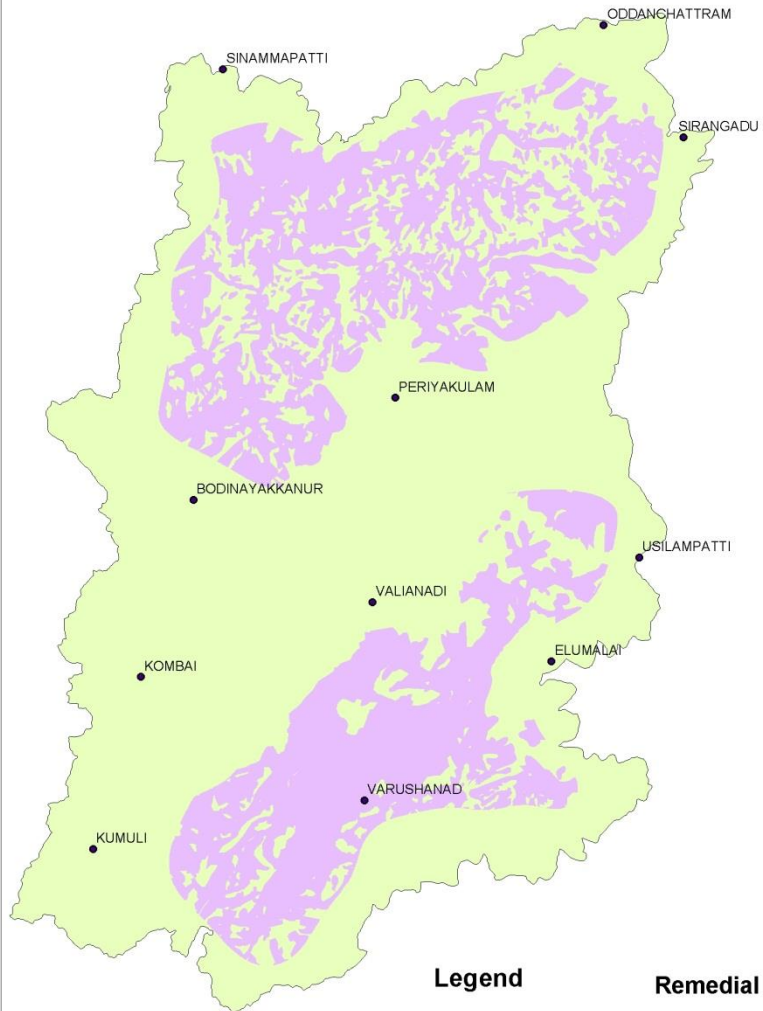 ODDANCHATTRAM
SINAMMAPATTI
SIRANGADU
PERIYAKULAM
BODINAYAKKANUR
USILAMPATTI
VALIANADI
ELUMALAI
KOMBAI
VARUSHANAD
KUMULI
Legend
Remedial